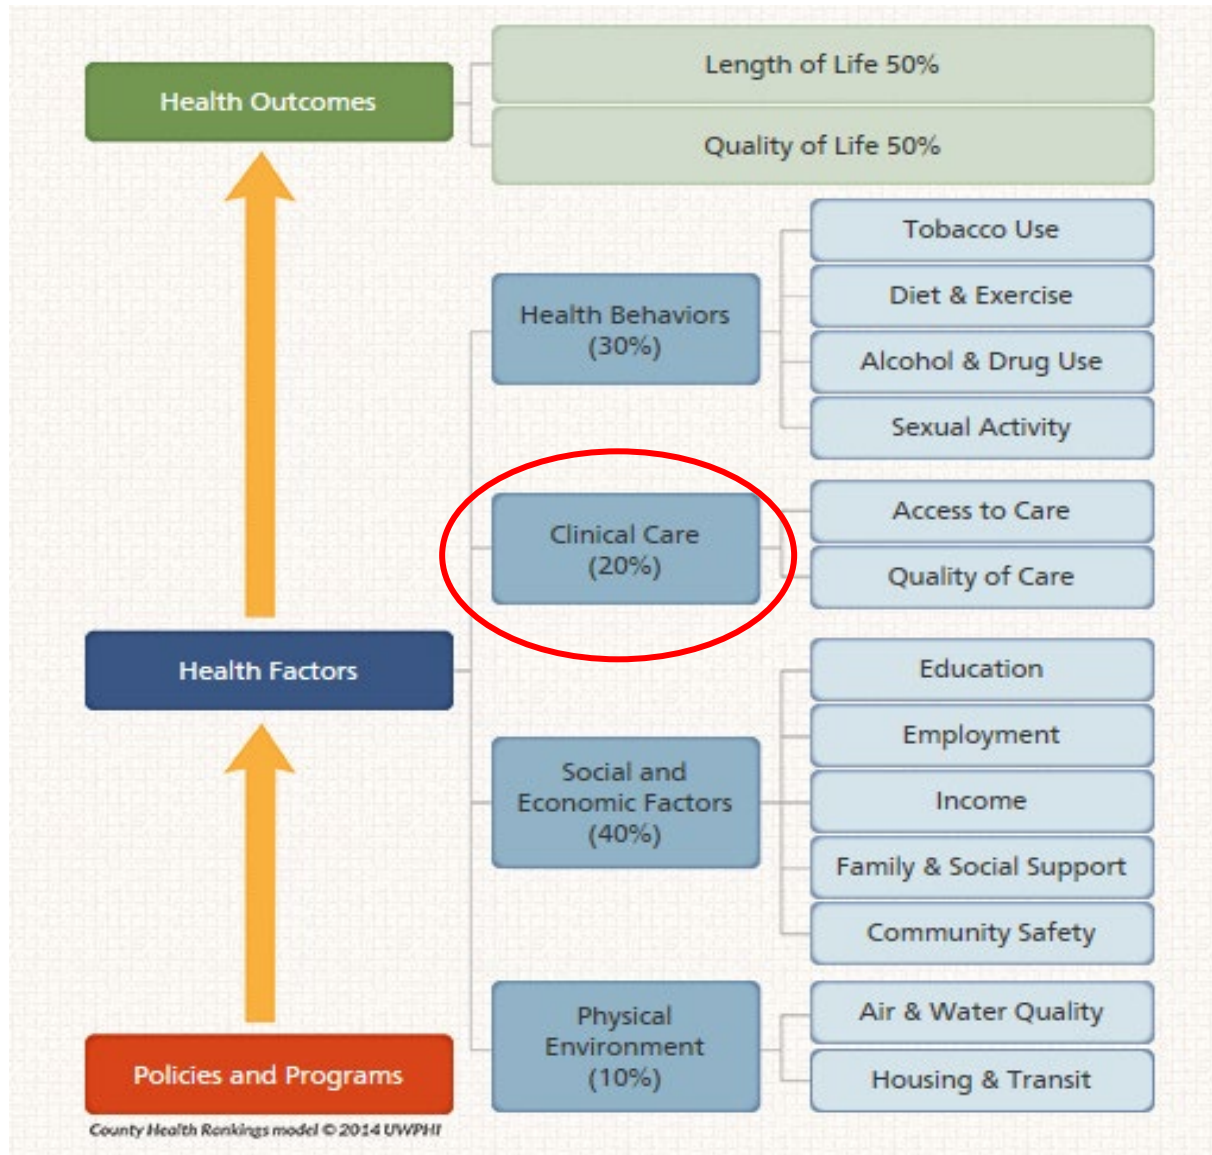 Health Outcomes
Length of Life 50%
Quality of Life 50%
Health Factors
Health Behaviors
(30%)
Tobacco Use
Diet & Exercise
Alcohol & Drug Use
Sexual Activity
Clinical Care
(20%)
Access to Care
Quality of Care
Social and
Economic Factors
(40%)
Education
Employment
Income
Family & Social Support
Community Safety
Physical
Environment
(10%)
Air & Water Quality
Housing & Transit
Policies and Programs
County Health Rankings model © 2014 UWPHI